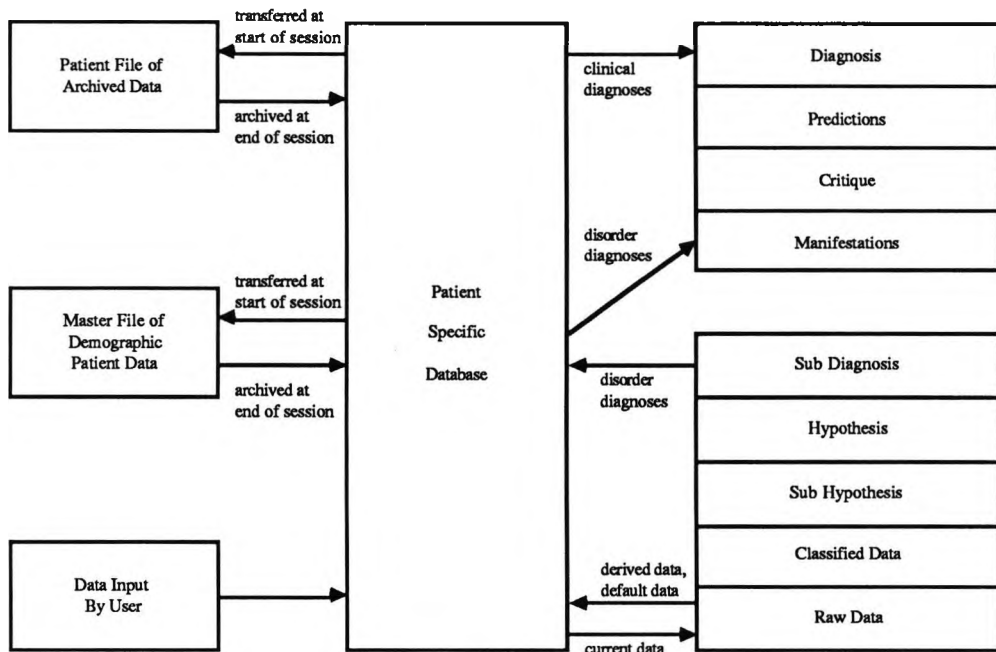 transferred at
start of session
Patient File of
Archived Data
archived at
end of session
transferred at
start of session
Master File of
Demographic
Patient Data
archived at
end of session
Data Input
By User
Patient
Specific
Database
clinical
diagnoses
disorder
diagnoses
disorder
diagnoses
derived data,
default data
current data
Diagnosis
Predictions
Critique
Manifestations
Sub Diagnosis
Hypothesis
Sub Hypothesis
Classified Data
Raw Data